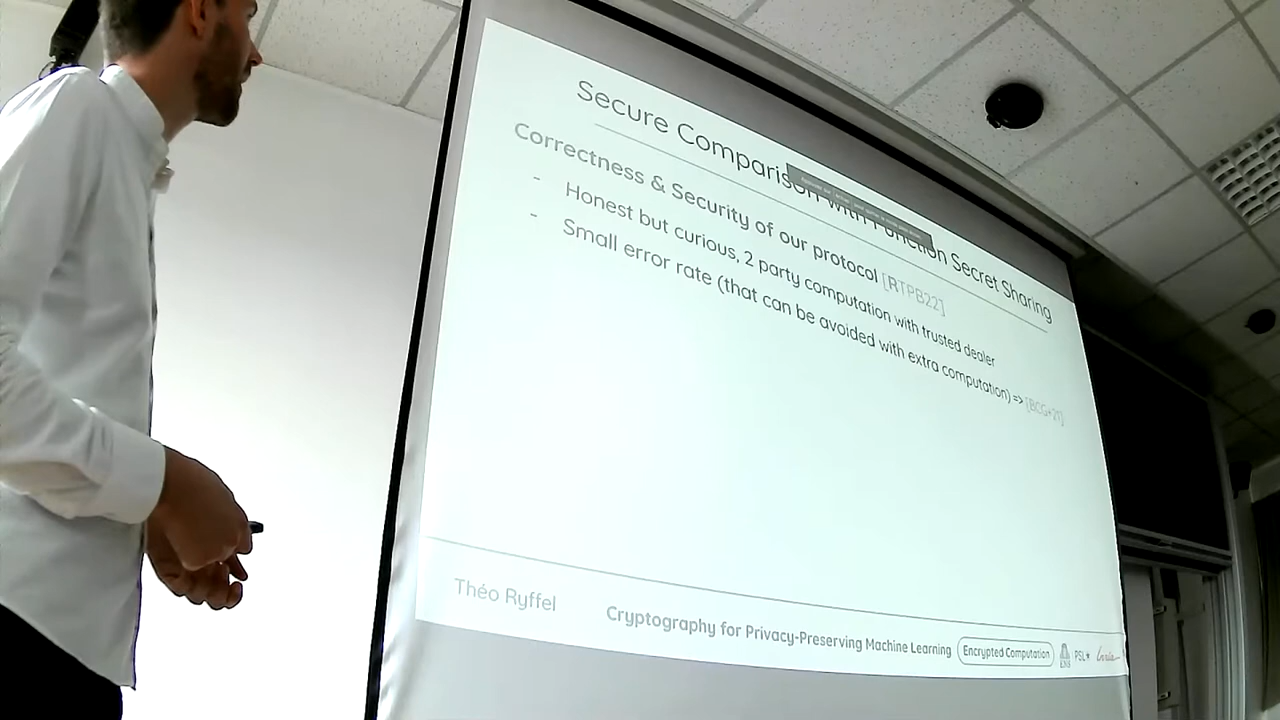 Secure Comparison with Function Secret Sharing
Correctness & Security of our protocol [RTPB22]
- Honest but curious, 2 party computation with trusted dealer
- Small error rate (that can be avoided with extra computation) => [BCG+21]
Théo Ryffel
Cryptography for Privacy-Preserving Machine Learning
Encrypted Computation
ENS
PSL★
Inria